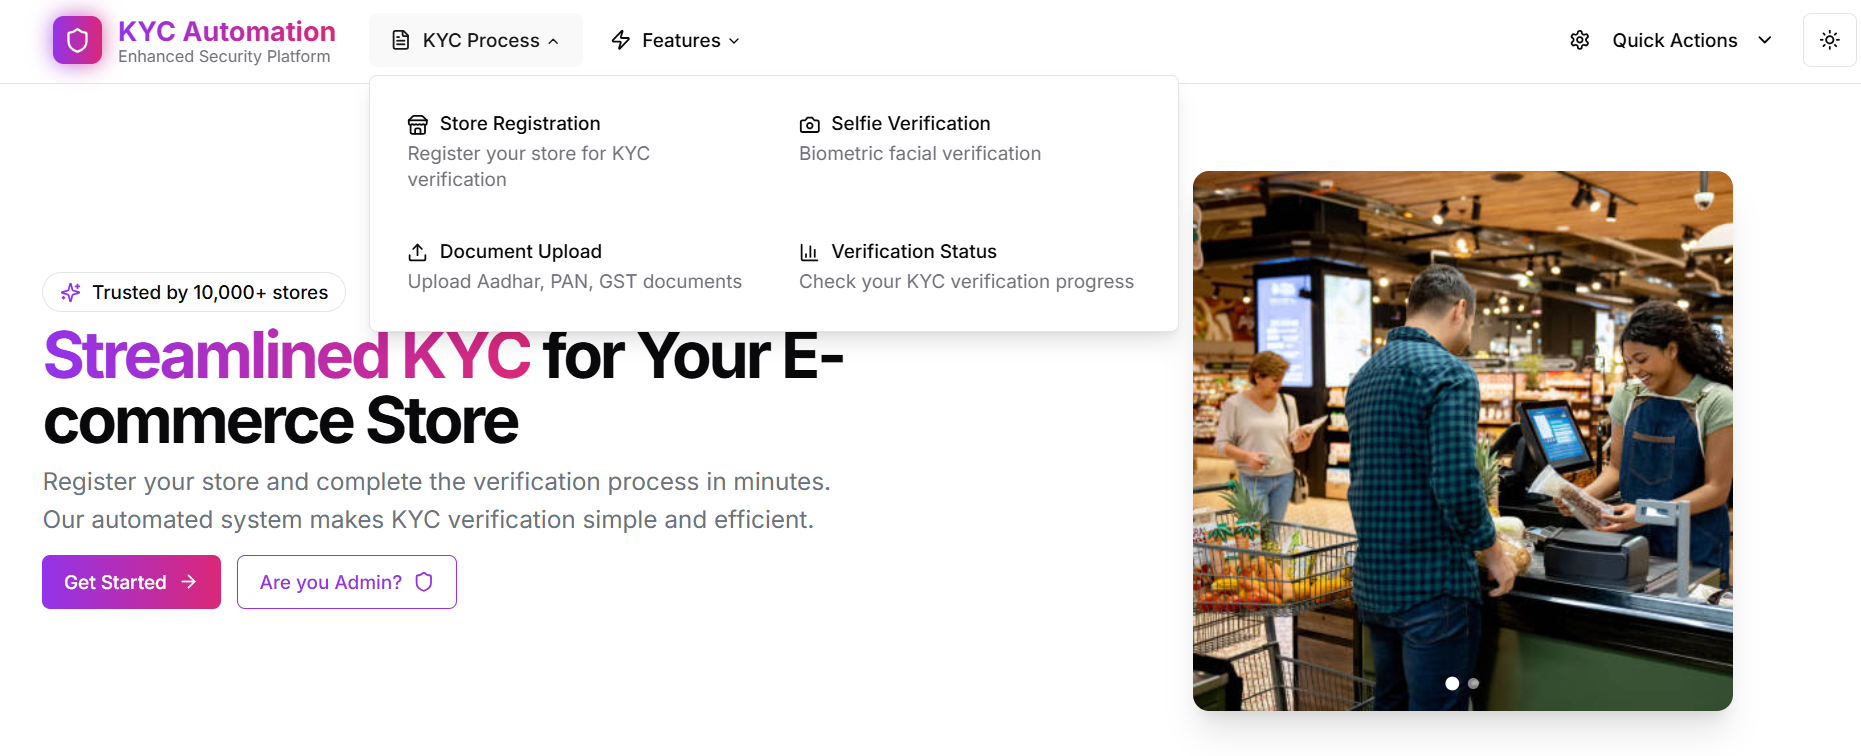 KYC Automation
Enhanced Security Platform
KYC Process
Features
Quick Actions
Store Registration
Register your store for KYC
verification
Selfie Verification
Biometric facial verification
Document Upload
Upload Aadhar, PAN, GST documents
Verification Status
Check your KYC verification progress
Trusted by 10,000+ stores
Streamlined KYC for Your E-
commerce Store
Register your store and complete the verification process in minutes.
Our automated system makes KYC verification simple and efficient.
Get Started
Are you Admin?